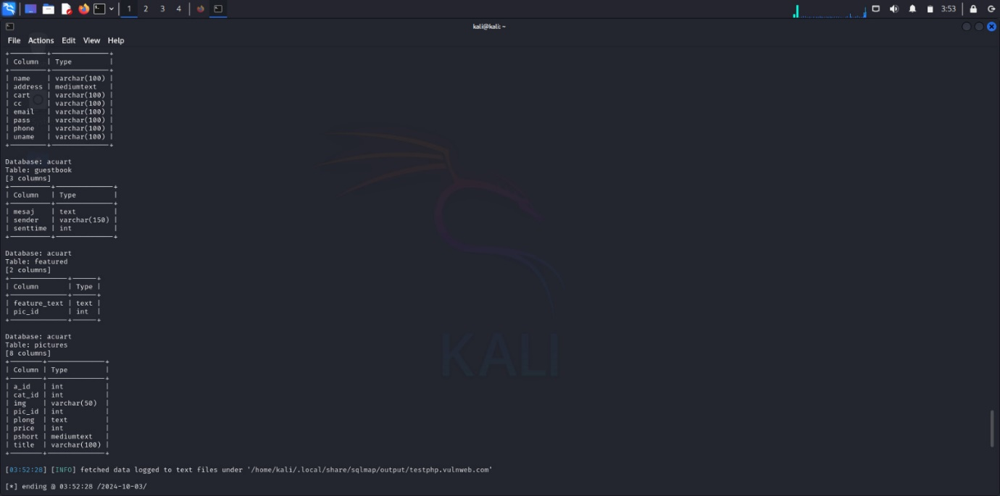 1 2 3 4 3:53
kali@kali: ~
File Actions Edit View Help
| Column | Type |
| name | varchar(100) |
| address | mediumtext |
| cart | varchar(100) |
| cc | varchar(100) |
| email | varchar(100) |
| pass | varchar(100) |
| phone | varchar(100) |
| uname | varchar(100) |
Database: acuart
Table: guestbook
[3 columns]
| Column | Type |
| mesaj | text |
| sender | varchar(150) |
| senttime | int |
Database: acuart
Table: featured
[2 columns]
| Column | Type |
| feature_text | text |
| pic_id | int |
Database: acuart
Table: pictures
[8 columns]
| Column | Type |
| a_id | int |
| cat_id | int |
| img | varchar(50) |
| pic_id | int |
| plong | text |
| price | int |
| pshort | mediumtext |
| title | varchar(100) |
KALI
[03:52:28] [INFO] fetched data logged to text files under '/home/kali/.local/share/sqlmap/output/testphp.vulnweb.com'
[*] ending @ 03:52:28 /2024-10-03/